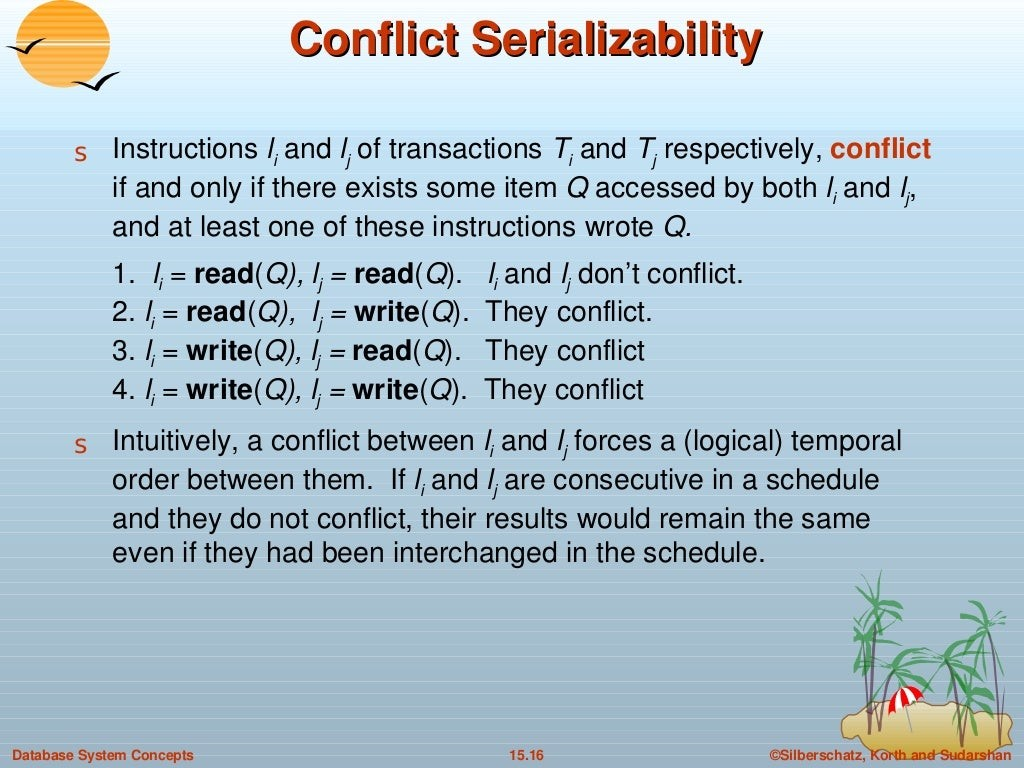 Conflict Serializability
s Instructions li and lj of transactions Ti and Tj respectively, conflict
if and only if there exists some item Q accessed by both li and lj,
and at least one of these instructions wrote Q.
1. li = read(Q), lj = read(Q). li and lj don’t conflict.
2. li = read(Q), lj = write(Q). They conflict.
3. li = write(Q), lj = read(Q). They conflict
4. li = write(Q), lj = write(Q). They conflict
s Intuitively, a conflict between li and lj forces a (logical) temporal
order between them. If li and lj are consecutive in a schedule
and they do not conflict, their results would remain the same
even if they had been interchanged in the schedule.
Database System Concepts 15.16 ©Silberschatz, Korth and Sudarshan